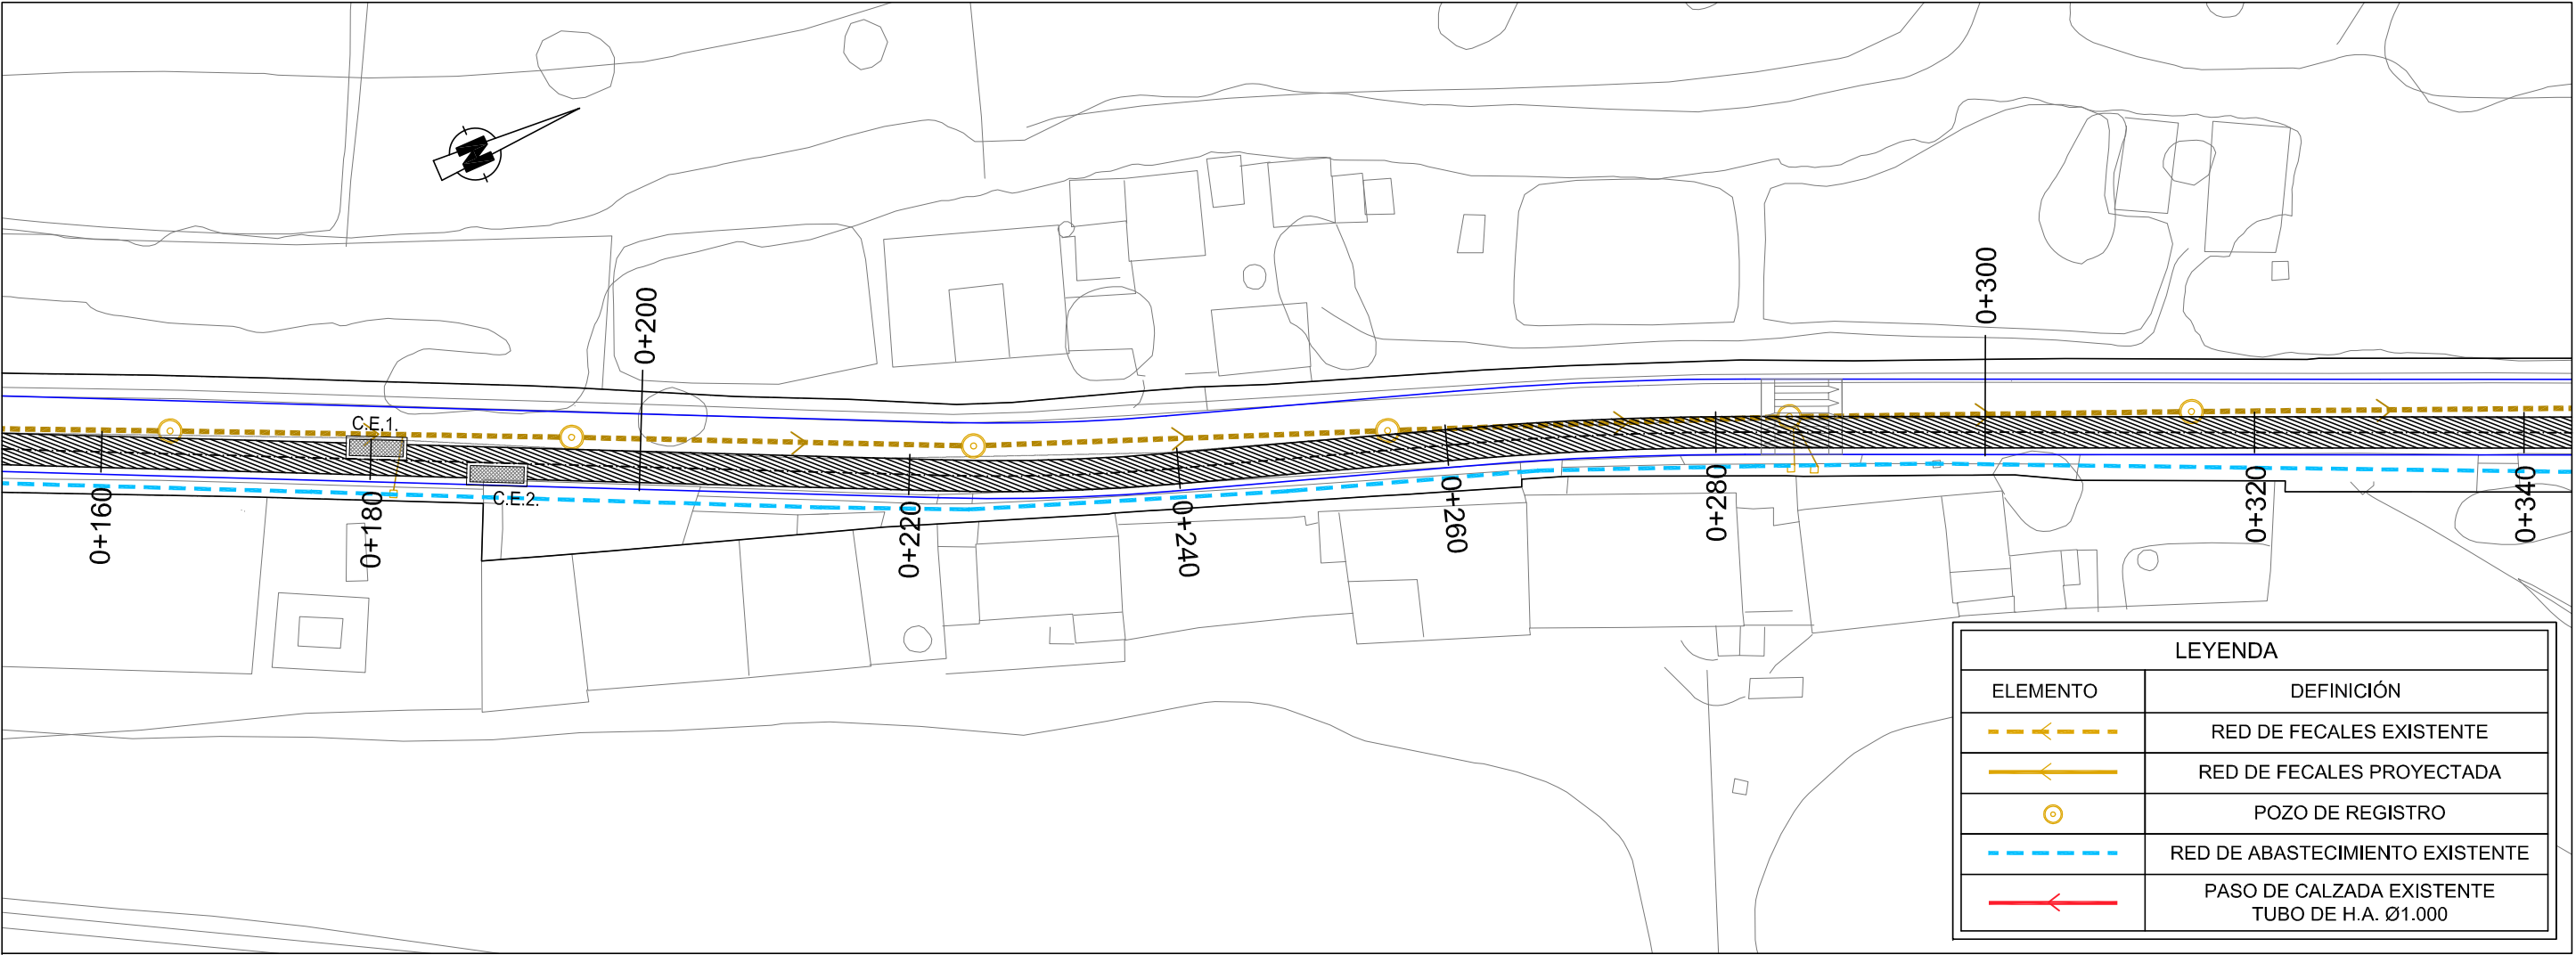 N
0+300
0+200
C.E.1.
C.E.2.
0+160
0+180
0+220
0+240
0+260
0+280
0+320
0+340
LEYENDA
ELEMENTO DEFINICIÓN
RED DE FECALES EXISTENTE
RED DE FECALES PROYECTADA
POZO DE REGISTRO
RED DE ABASTECIMIENTO EXISTENTE
PASO DE CALZADA EXISTENTE
TUBO DE H.A. Ø1.000